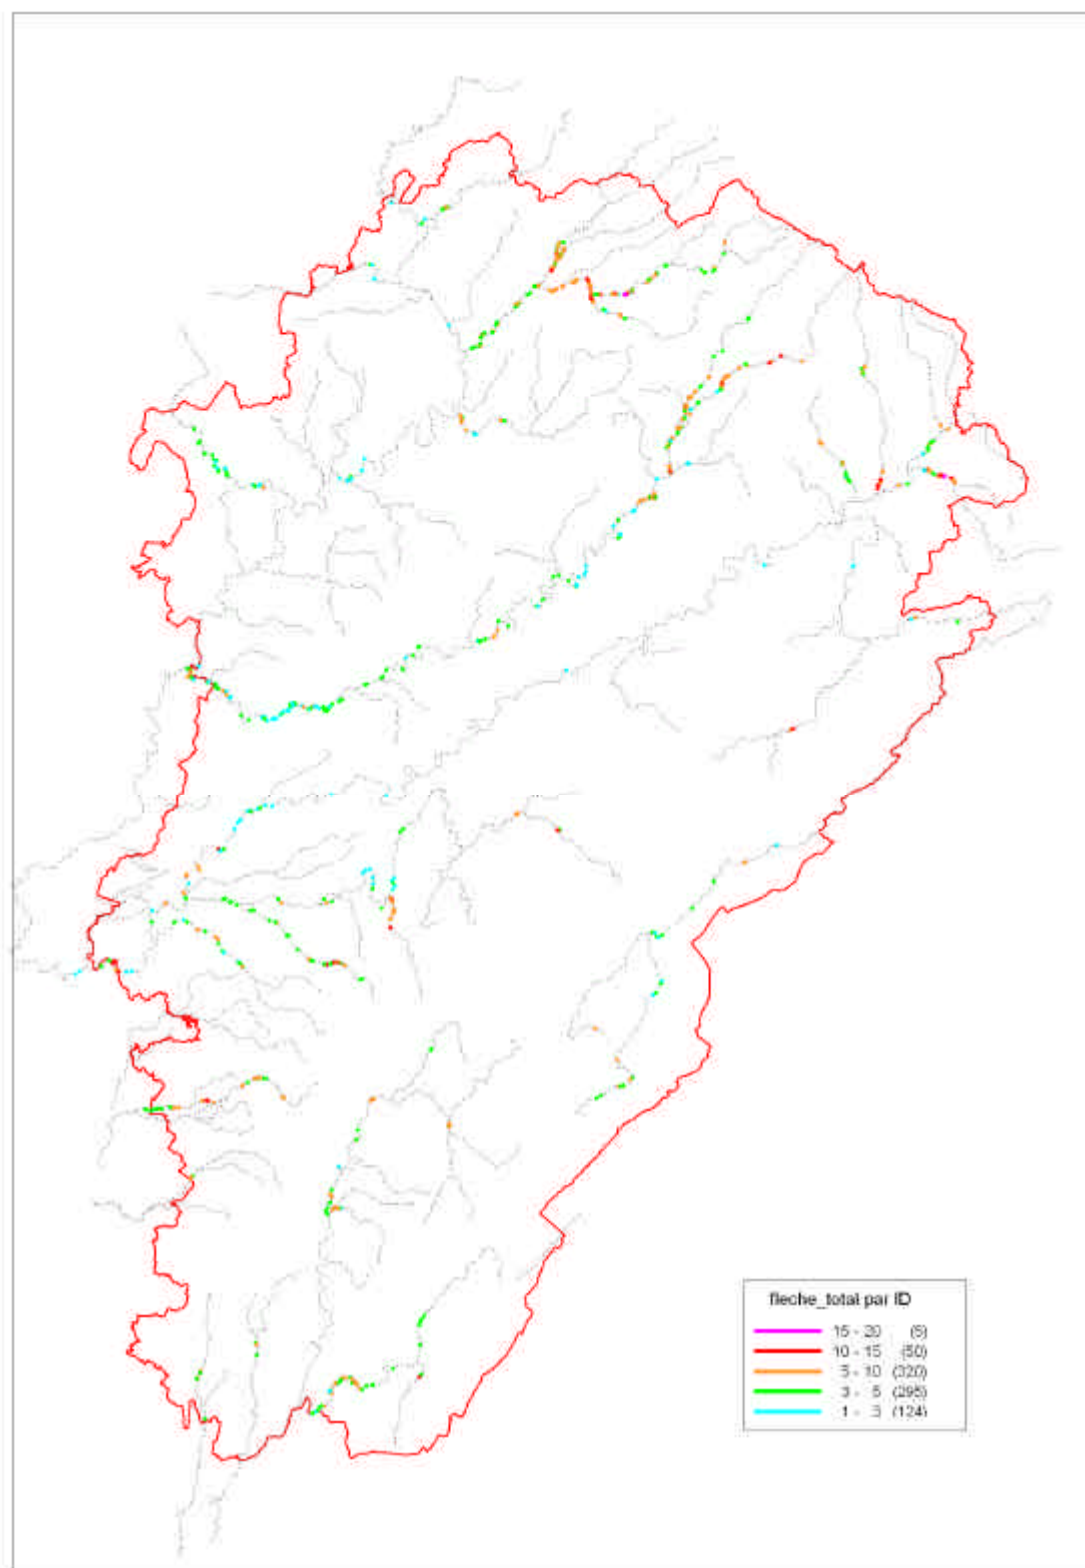 fleche_total par ID
15 - 20 (5)
10 - 15 (50)
5 - 10 (320)
3 - 5 (295)
1 - 3 (124)